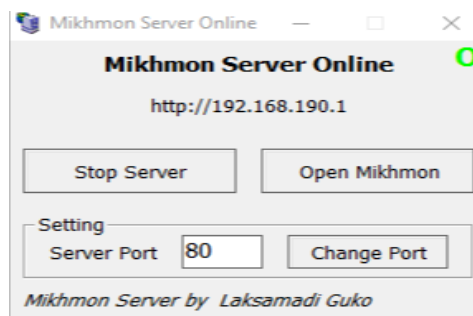 Mikhmon Server Online
Mikhmon Server Online
http://192.168.190.1
Stop Server
Open Mikhmon
Setting
Server Port 80 Change Port
Mikhmon Server by Laksamadi Guko